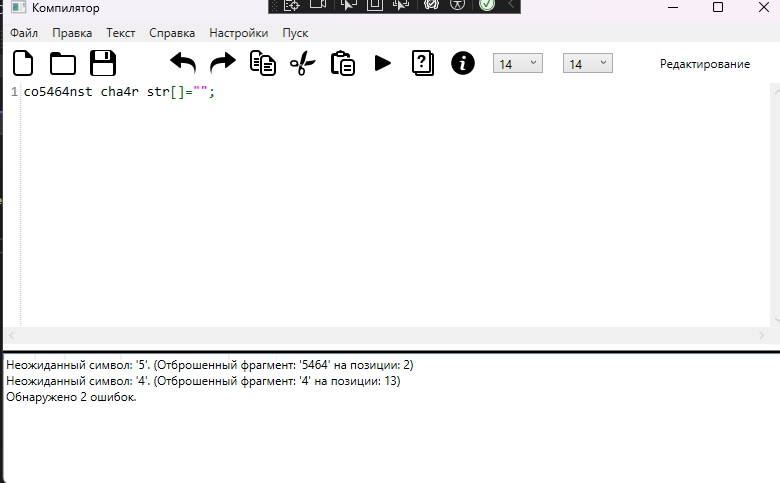 Компилятор
Файл Правка Текст Справка Настройки Пуск
14 14 Редактирование
1 co5464nst cha4r str[]="";
Неожиданный символ: '5'. (Отброшенный фрагмент: '5464' на позиции: 2)
Неожиданный символ: '4'. (Отброшенный фрагмент: '4' на позиции: 13)
Обнаружено 2 ошибок.